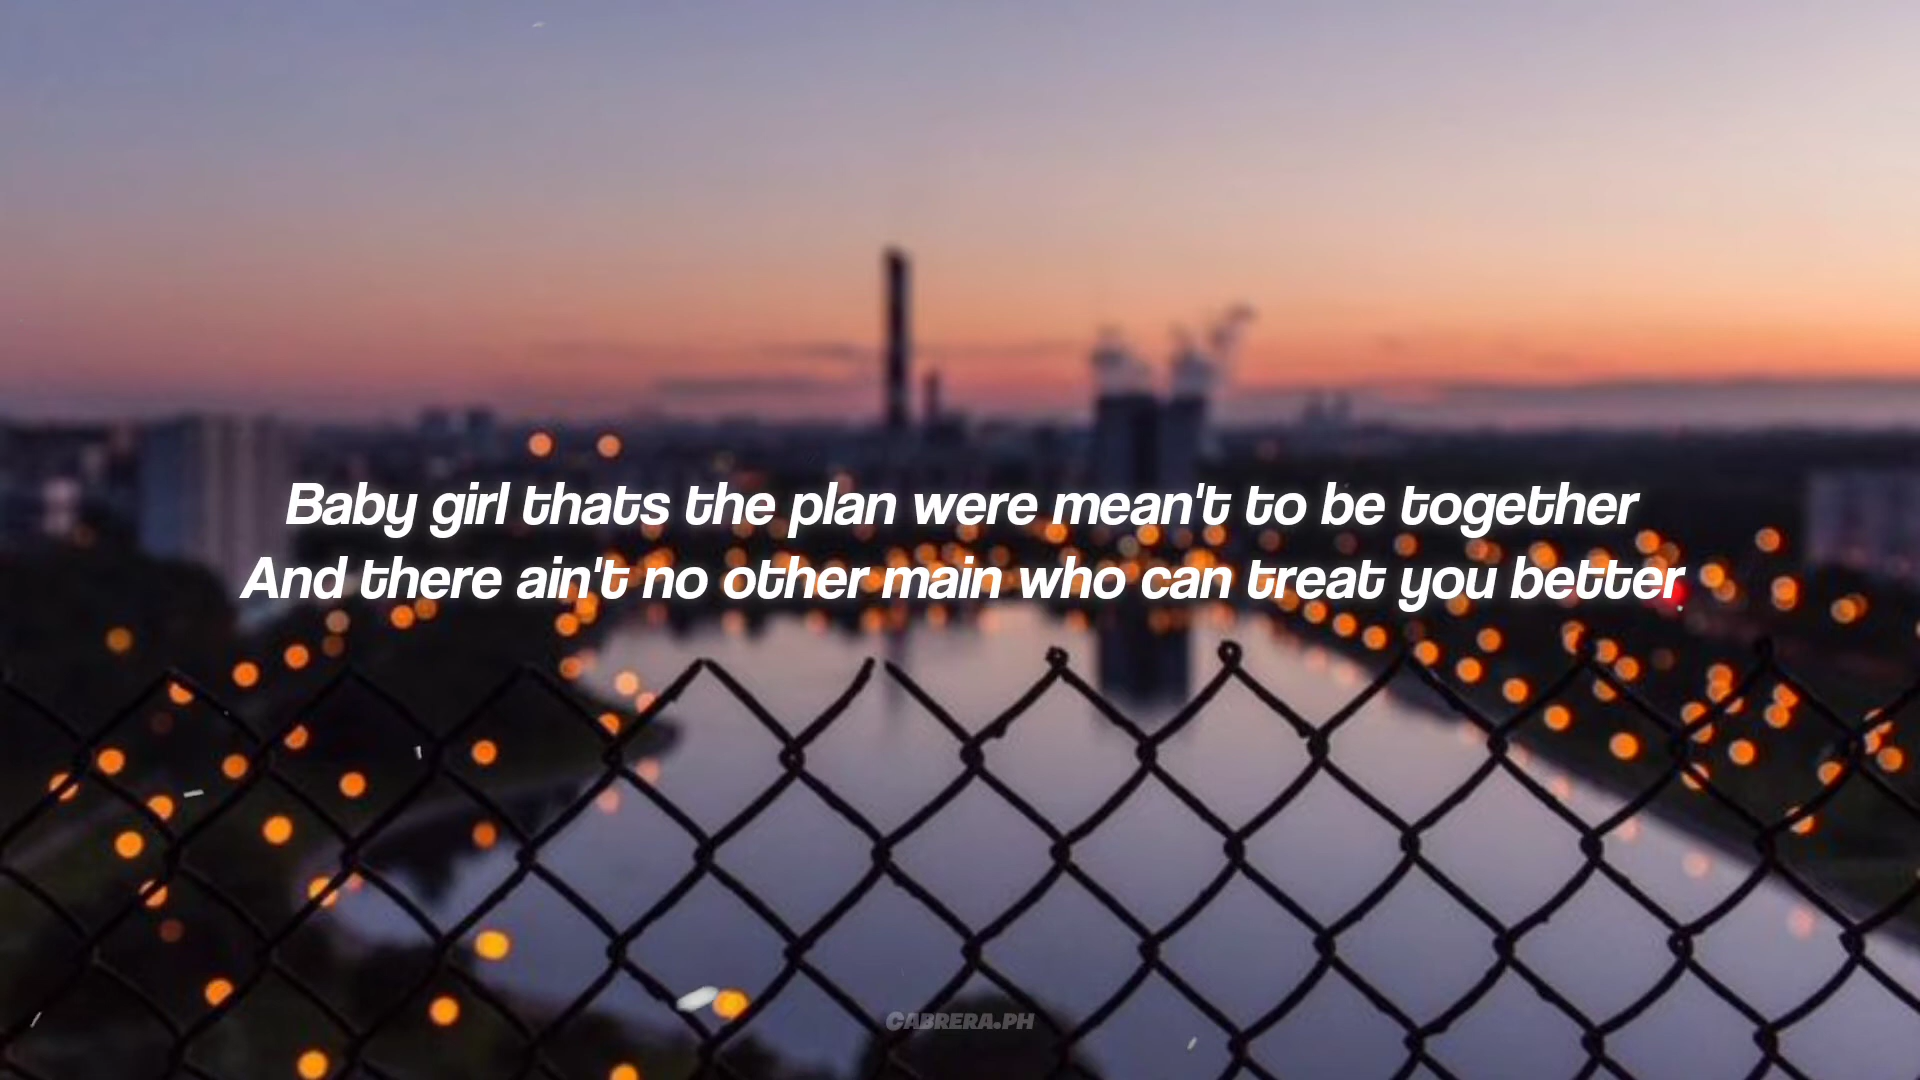 Baby girl thats the plan were mean't to be together
And there ain't no other main who can treat you better
CABRERA.PH